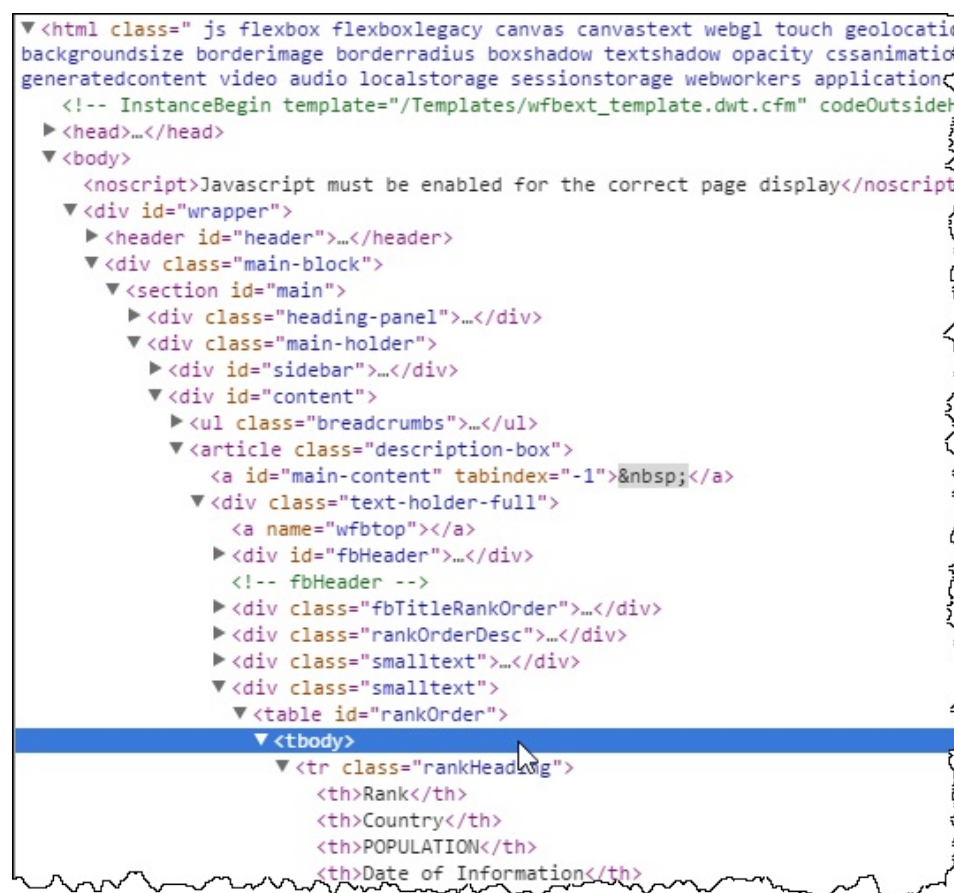 ▼<html class=" js flexbox flexboxlegacy canvas canvastext webgl touch
backgroundsize borderimage borderradius boxshadow textshadow opacity
generatedcontent video audio localstorage sessionstorage webworkers application
<!-- InstanceBegin template="/Templates/wfbext_template.dwt.cfm"
▶<head>…</head>
▼<body>
<noscript>Javascript must be enabled for the correct page display</noscript
▼<div id="wrapper">
▶<header id="header">…</header>
▼<div class="main-block">
▼<section id="main">
▶<div class="heading-panel">…</div>
▼<div class="main-holder">
▶<div id="sidebar">…</div>
▼<div id="content">
▶<ul class="breadcrumbs">…</ul>
▼<article class="description-box">
<a id="main-content" tabindex="-1">&nbsp;</a>
▼<div class="text-holder-full">
<a name="wfbtop"></a>
▶<div id="fbHeader">…</div>
<!-- fbHeader -->
▶<div class="fbTitleRankOrder">…</div>
▶<div class="rankOrderDesc">…</div>
▶<div class="smalltext">…</div>
▼<div class="smalltext">
▼<table id="rankOrder">
▼<tbody>
▼<tr class="rankHeading">
<th>Rank</th>
<th>Country</th>
<th>POPULATION</th>
<th>Date of Information</th>